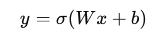 y = σ(Wx + b)